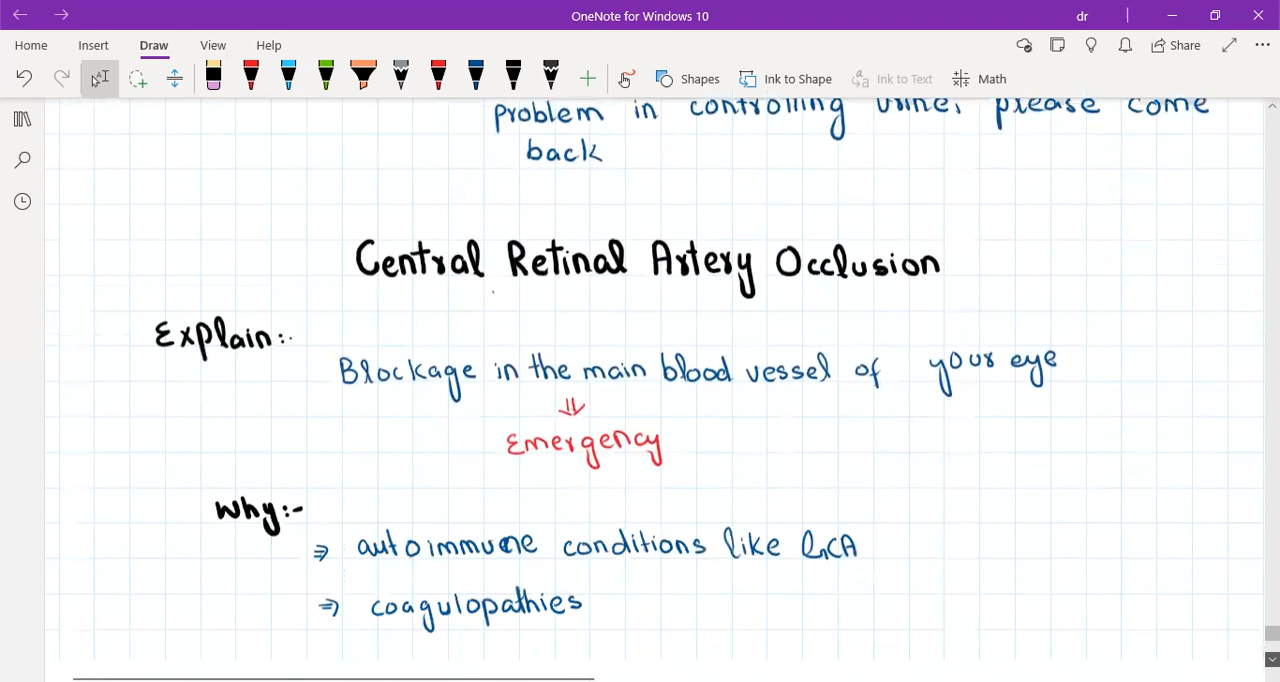 OneNote for Windows 10
dr
Home Insert Draw View Help
Share
Shapes Ink to Shape Ink to Text Math
problem in controlling urine, please come
back
Central Retinal Artery Occlusion
Explain:-
Blockage in the main blood vessel of your eye
⇓
Emergency
Why:-
⇒ autoimmune conditions like GCA
⇒ coagulopathies